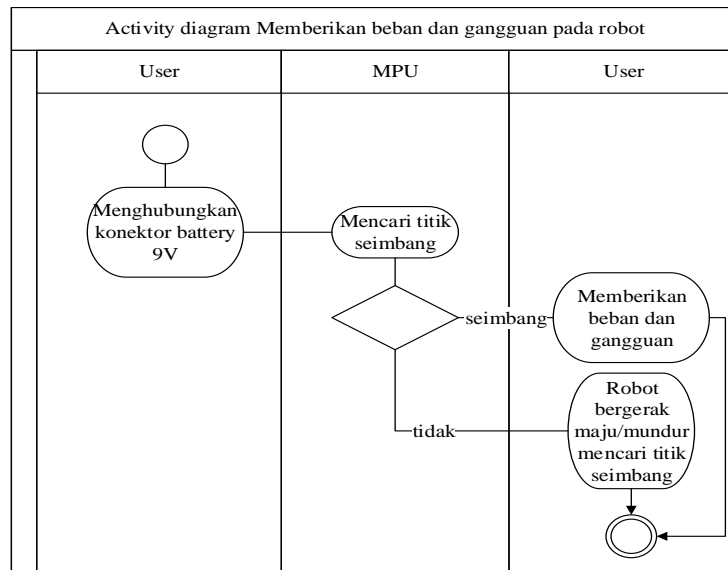 Activity diagram Memberikan beban dan gangguan pada robot
User
MPU
User
Menghubungkan
konektor battery
9V
Mencari titik
seimbang
seimbang
Memberikan
beban dan
gangguan
tidak
Robot
bergerak
maju/mundur
mencari titik
seimbang